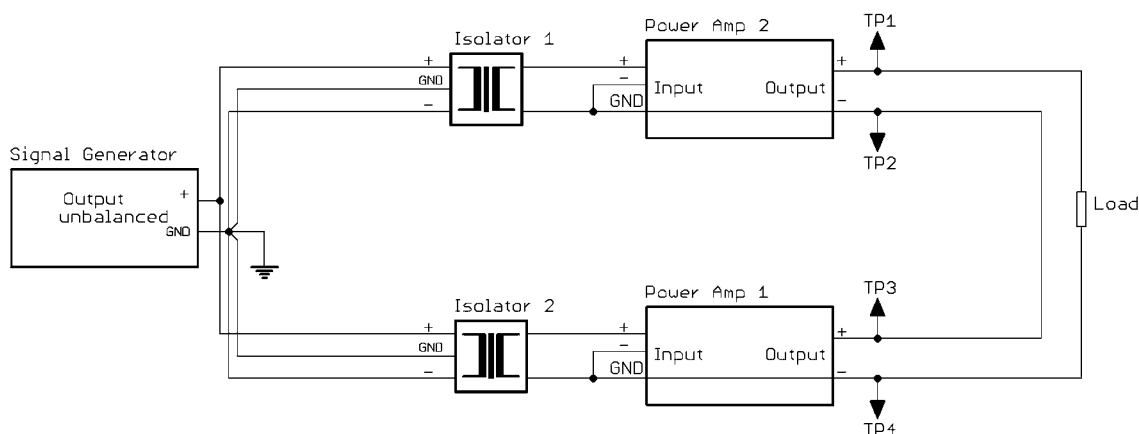 Power Amp 2
TP1
Isolator 1
+
GND
-
+
-
GND
Input
Output
+
-
TP2
Signal Generator
Output
unbalanced
+
GND
Load
TP3
Power Amp 1
Isolator 2
+
GND
-
+
-
GND
Input
Output
+
-
TP4